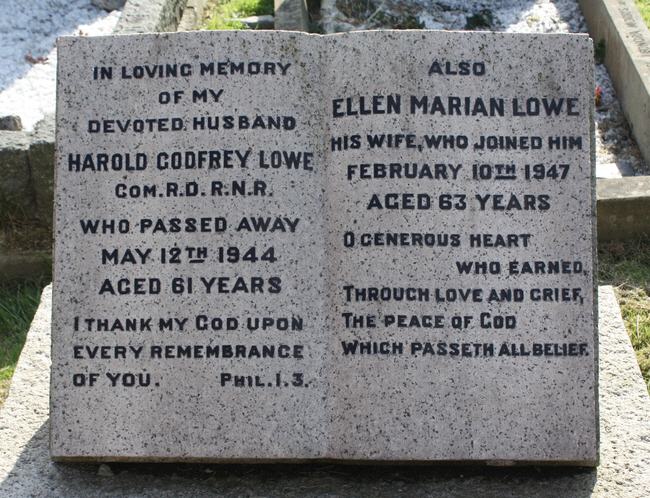 IN LOVING MEMORY
OF MY
DEVOTED HUSBAND
HAROLD GODFREY LOWE
COM. R.D. R.N.R.
WHO PASSED AWAY
MAY 12TH 1944
AGED 61 YEARS
I THANK MY GOD UPON
EVERY REMEMBRANCE
OF YOU. PHIL.1.3.
ALSO
ELLEN MARIAN LOWE
HIS WIFE, WHO JOINED HIM
FEBRUARY 10TH 1947
AGED 63 YEARS
O GENEROUS HEART
WHO EARNED,
THROUGH LOVE AND GRIEF,
THE PEACE OF GOD
WHICH PASSETH ALL BELIEF.